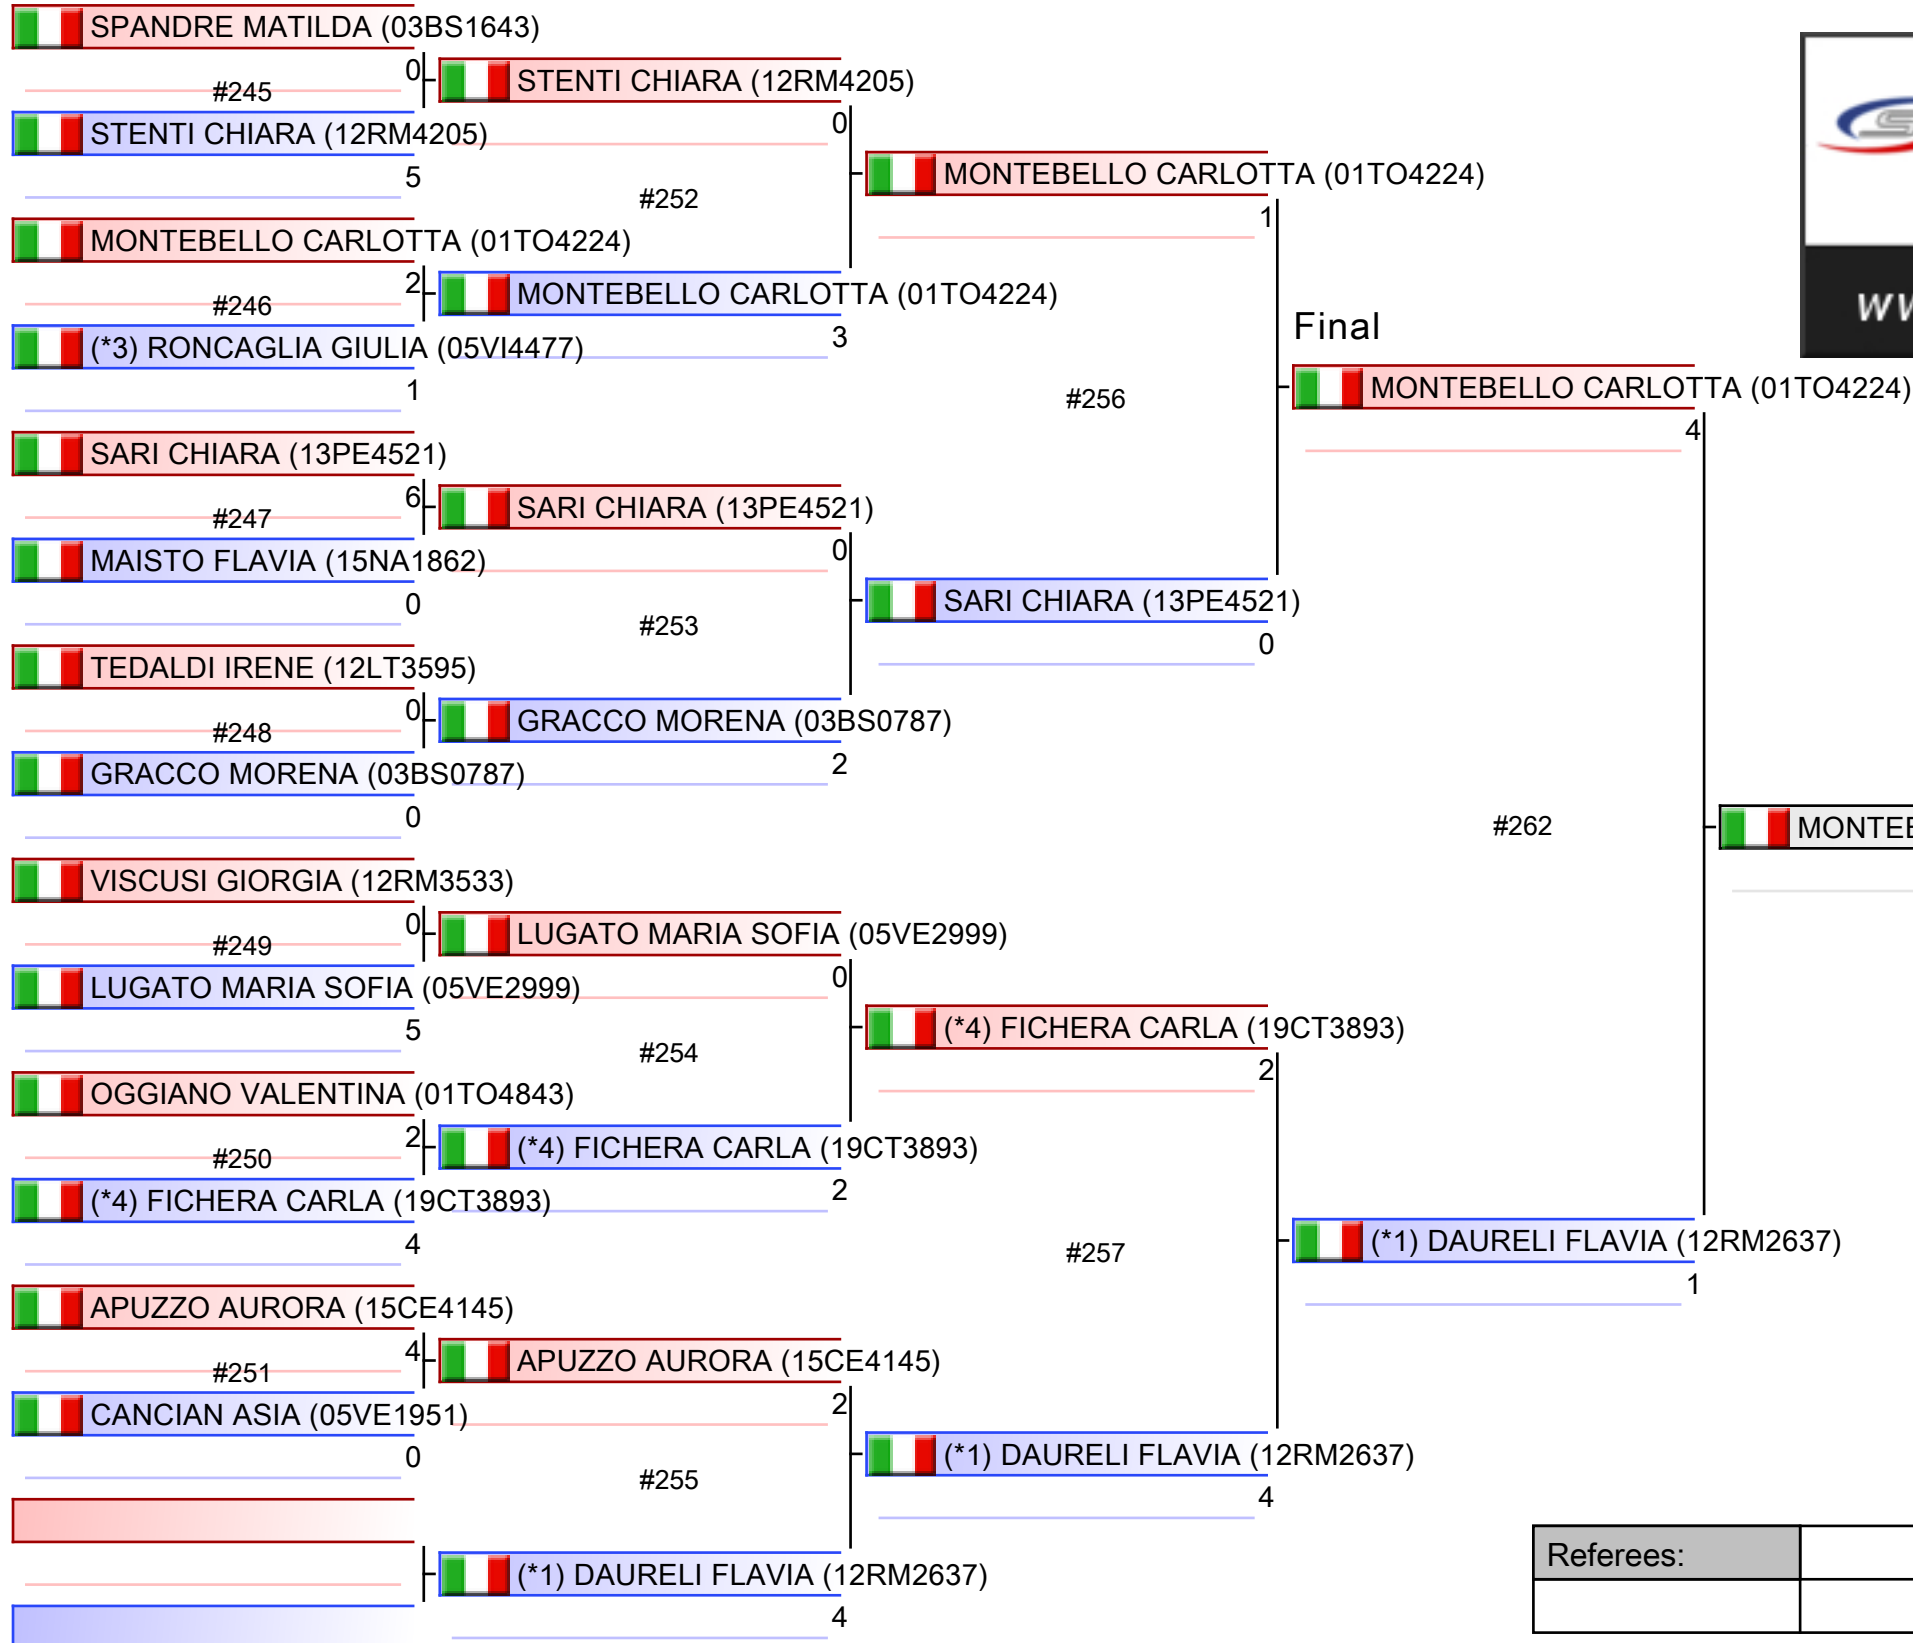 SPANDRE MATILDA (03BS1643)
0
#245
STENTI CHIARA (12RM4205)
5
MONTEBELLO CARLOTTA (01TO4224)
2
#246
(*3) RONCAGLIA GIULIA (05VI4477)
1
SARI CHIARA (13PE4521)
6
#247
MAISTO FLAVIA (15NA1862)
0
TEDALDI IRENE (12LT3595)
0
#248
GRACCO MORENA (03BS0787)
0
VISCUSI GIORGIA (12RM3533)
0
#249
LUGATO MARIA SOFIA (05VE2999)
5
OGGIANO VALENTINA (01TO4843)
2
#250
(*4) FICHERA CARLA (19CT3893)
4
APUZZO AURORA (15CE4145)
4
#251
CANCIAN ASIA (05VE1951)
0
STENTI CHIARA (12RM4205)
0
#252
MONTEBELLO CARLOTTA (01TO4224)
3
SARI CHIARA (13PE4521)
0
#253
GRACCO MORENA (03BS0787)
2
LUGATO MARIA SOFIA (05VE2999)
0
#254
(*4) FICHERA CARLA (19CT3893)
2
APUZZO AURORA (15CE4145)
2
#255
(*1) DAURELI FLAVIA (12RM2637)
4
MONTEBELLO CARLOTTA (01TO4224)
1
#256
SARI CHIARA (13PE4521)
0
(*4) FICHERA CARLA (19CT3893)
2
#257
(*1) DAURELI FLAVIA (12RM2637)
4
Final
MONTEBELLO CARLOTTA (01TO4224)
4
#262
(*1) DAURELI FLAVIA (12RM2637)
1
Referees: